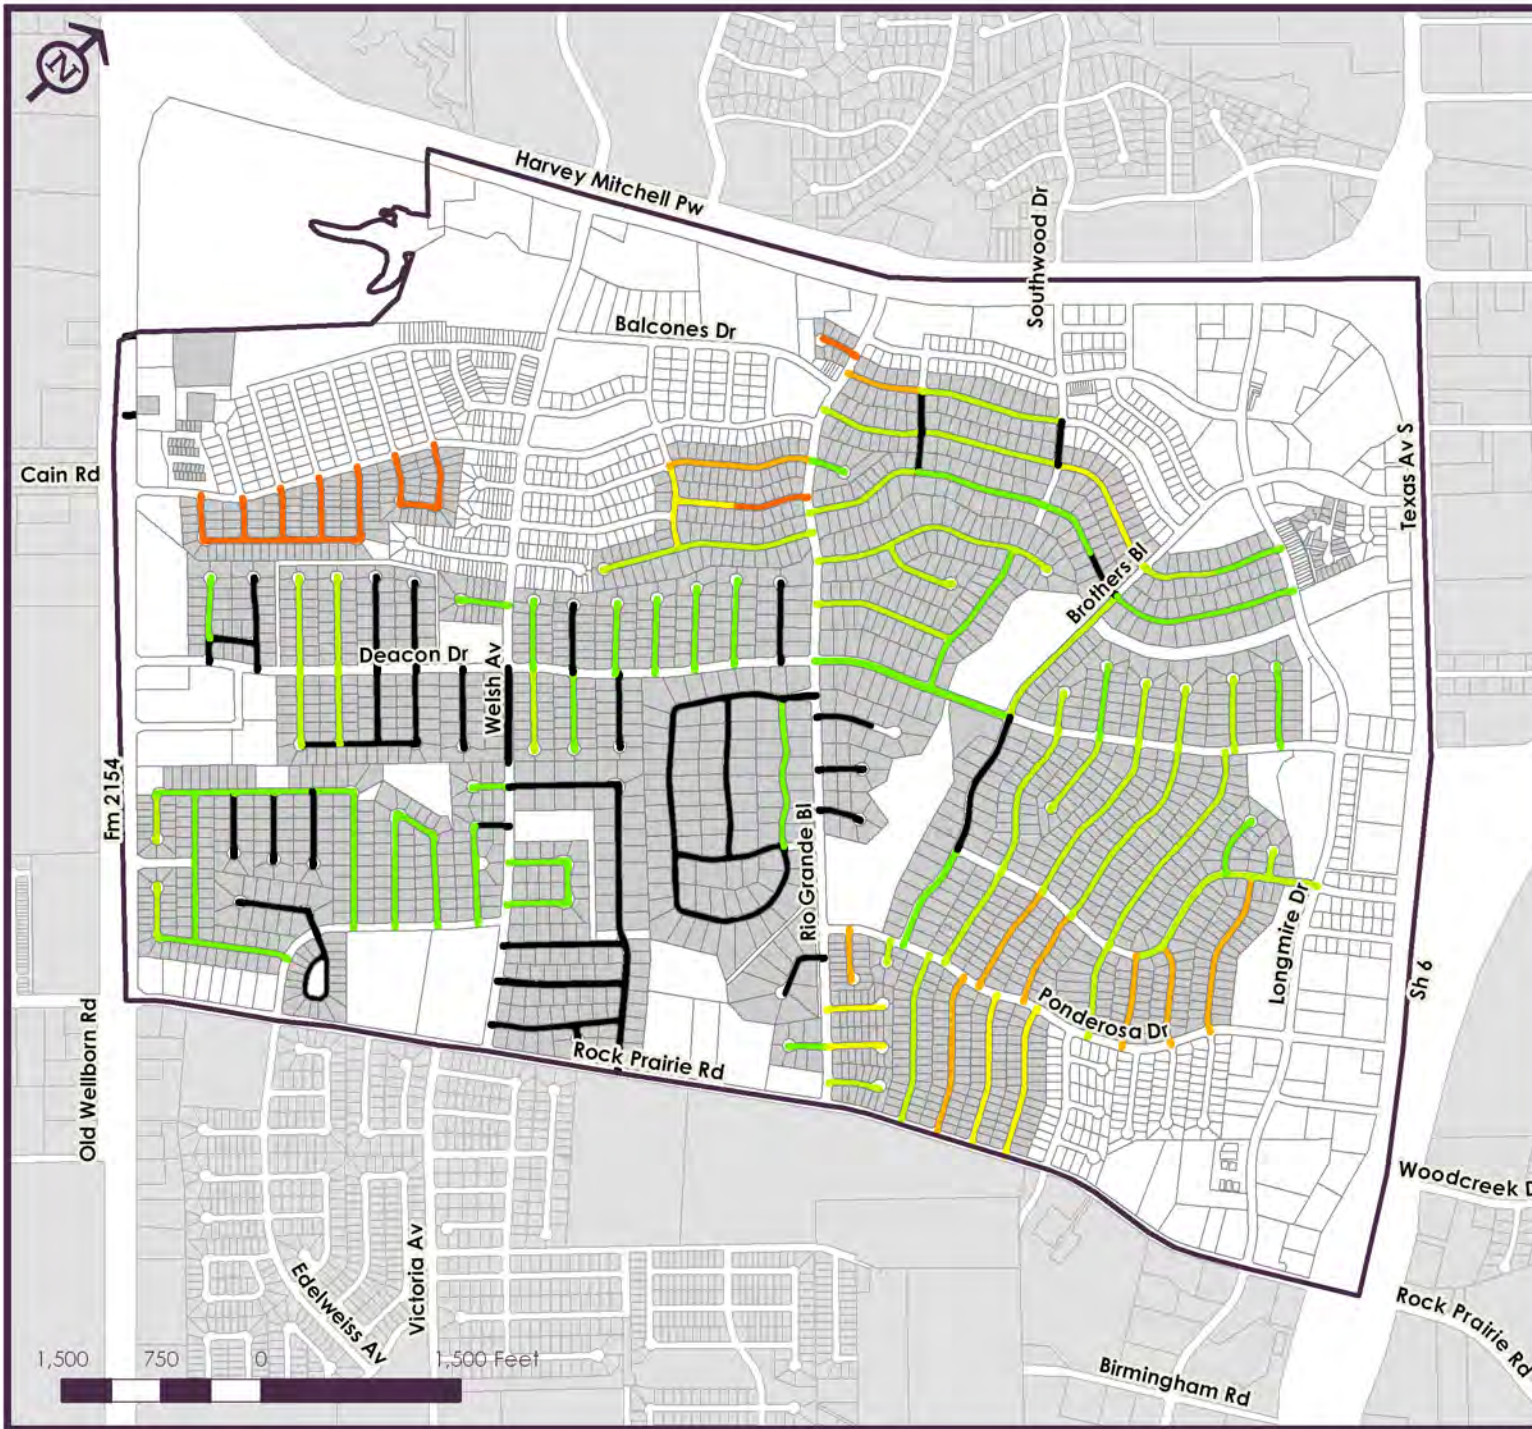 N
Harvey Mitchell Pw
Southwood Dr
Balcones Dr
Texas Av S
Cain Rd
Brothers Bl
Deacon Dr
Welsh Av
Fm 2154
Rio Grande Bl
Longmire Dr
Sh 6
Ponderosa Dr
Old Wellborn Rd
Rock Prairie Rd
Woodcreek D
Victoria Av
Edelweiss Av
Rock Prairie Rd
Birmingham Rd
1,500 750 0 1,500 Feet